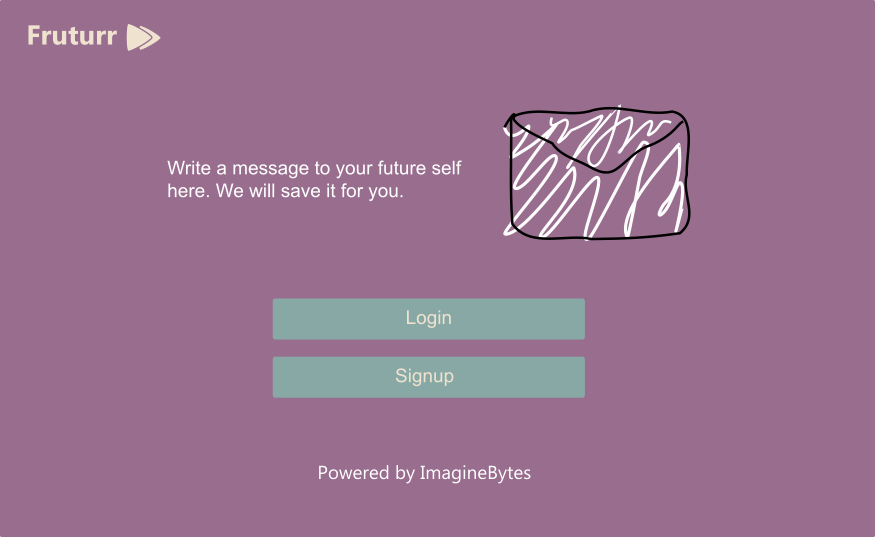 Fruturr
Write a message to your future self
here. We will save it for you.
Login
Signup
Powered by ImagineBytes